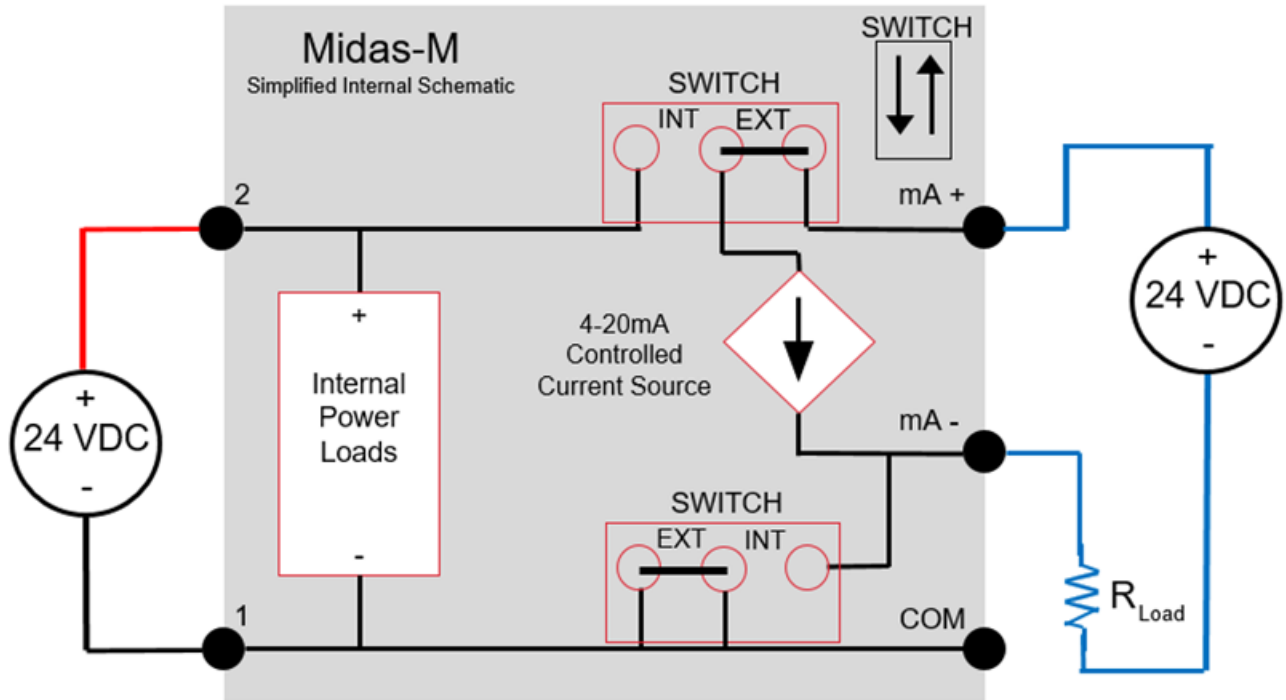 Midas-M
Simplified Internal Schematic
SWITCH
SWITCH
INT EXT
2
mA +
+
24 VDC
-
+
Internal
Power
Loads
-
4-20mA
Controlled
Current Source
+
24 VDC
-
mA -
SWITCH
EXT INT
1
COM
R Load